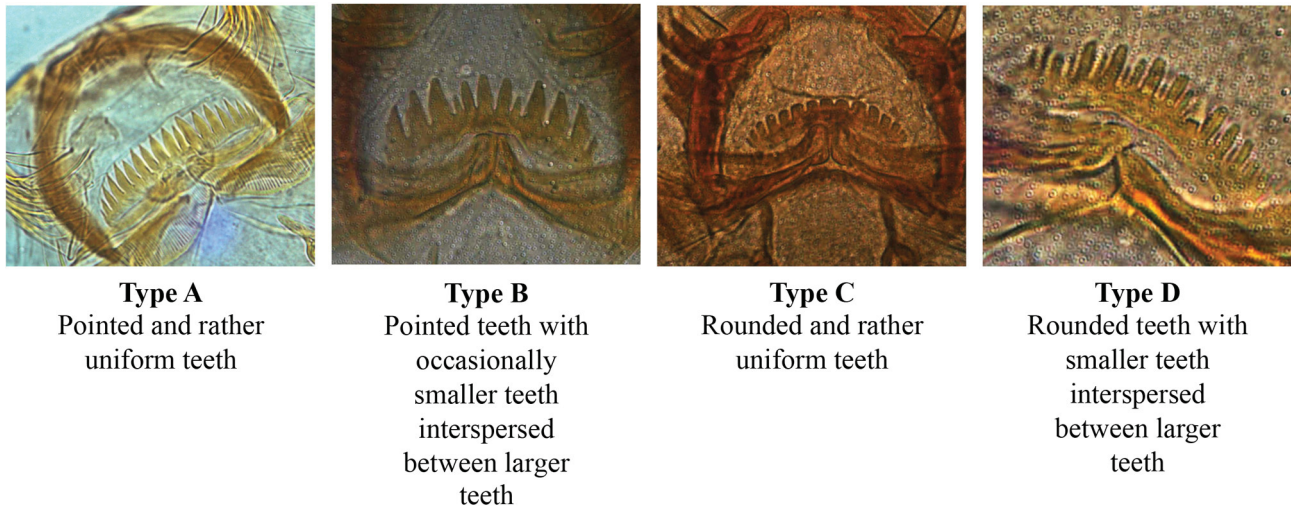 Type A
Pointed and rather
uniform teeth
Type B
Pointed teeth with
occasionally
smaller teeth
interspersed
between larger
teeth
Type C
Rounded and rather
uniform teeth
Type D
Rounded teeth with
smaller teeth
interspersed
between larger
teeth